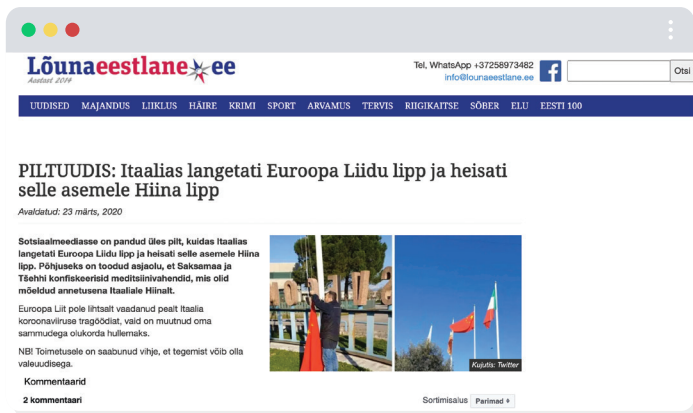 Lõunaeestlane ee
Aastast 2014
Tel, WhatsApp +37258973482
info@lounaeestlane.ee
Otsi
UUDISED MAJANDUS LIIKLUS HÄIRE KRIMI SPORT ARVAMUS TERVIS RIIGIKAITSE SÕBER ELU EESTI 100
PILTUUDIS: Itaalias langetati Euroopa Liidu lipp ja heisati
selle asemele Hiina lipp
Avaldatud: 23 märts, 2020
Sotsiaalmeediasse on pandud üles pilt, kuidas Itaalias
langetati Euroopa Liidu lipp ja heisati selle asemele Hiina
lipp. Põhjuseks on toodud asjaolu, et Saksamaa ja
Tšehhi konfiskeerisid meditsiinivahendid, mis olid
mõeldud annetusena Itaaliale Hiinalt.
Euroopa Liit pole lihtsalt vaadanud pealt Itaalia
koroonaviiruse tragöödiat, vaid on muutnud oma
sammudega olukorda hullemaks.
NB! Toimetusele on saabunud vihje, et tegemist võib olla
valeuudisega.
Kujutis: Twitter
Kommentaarid
2 kommentaari
Sortimisalus Parimad